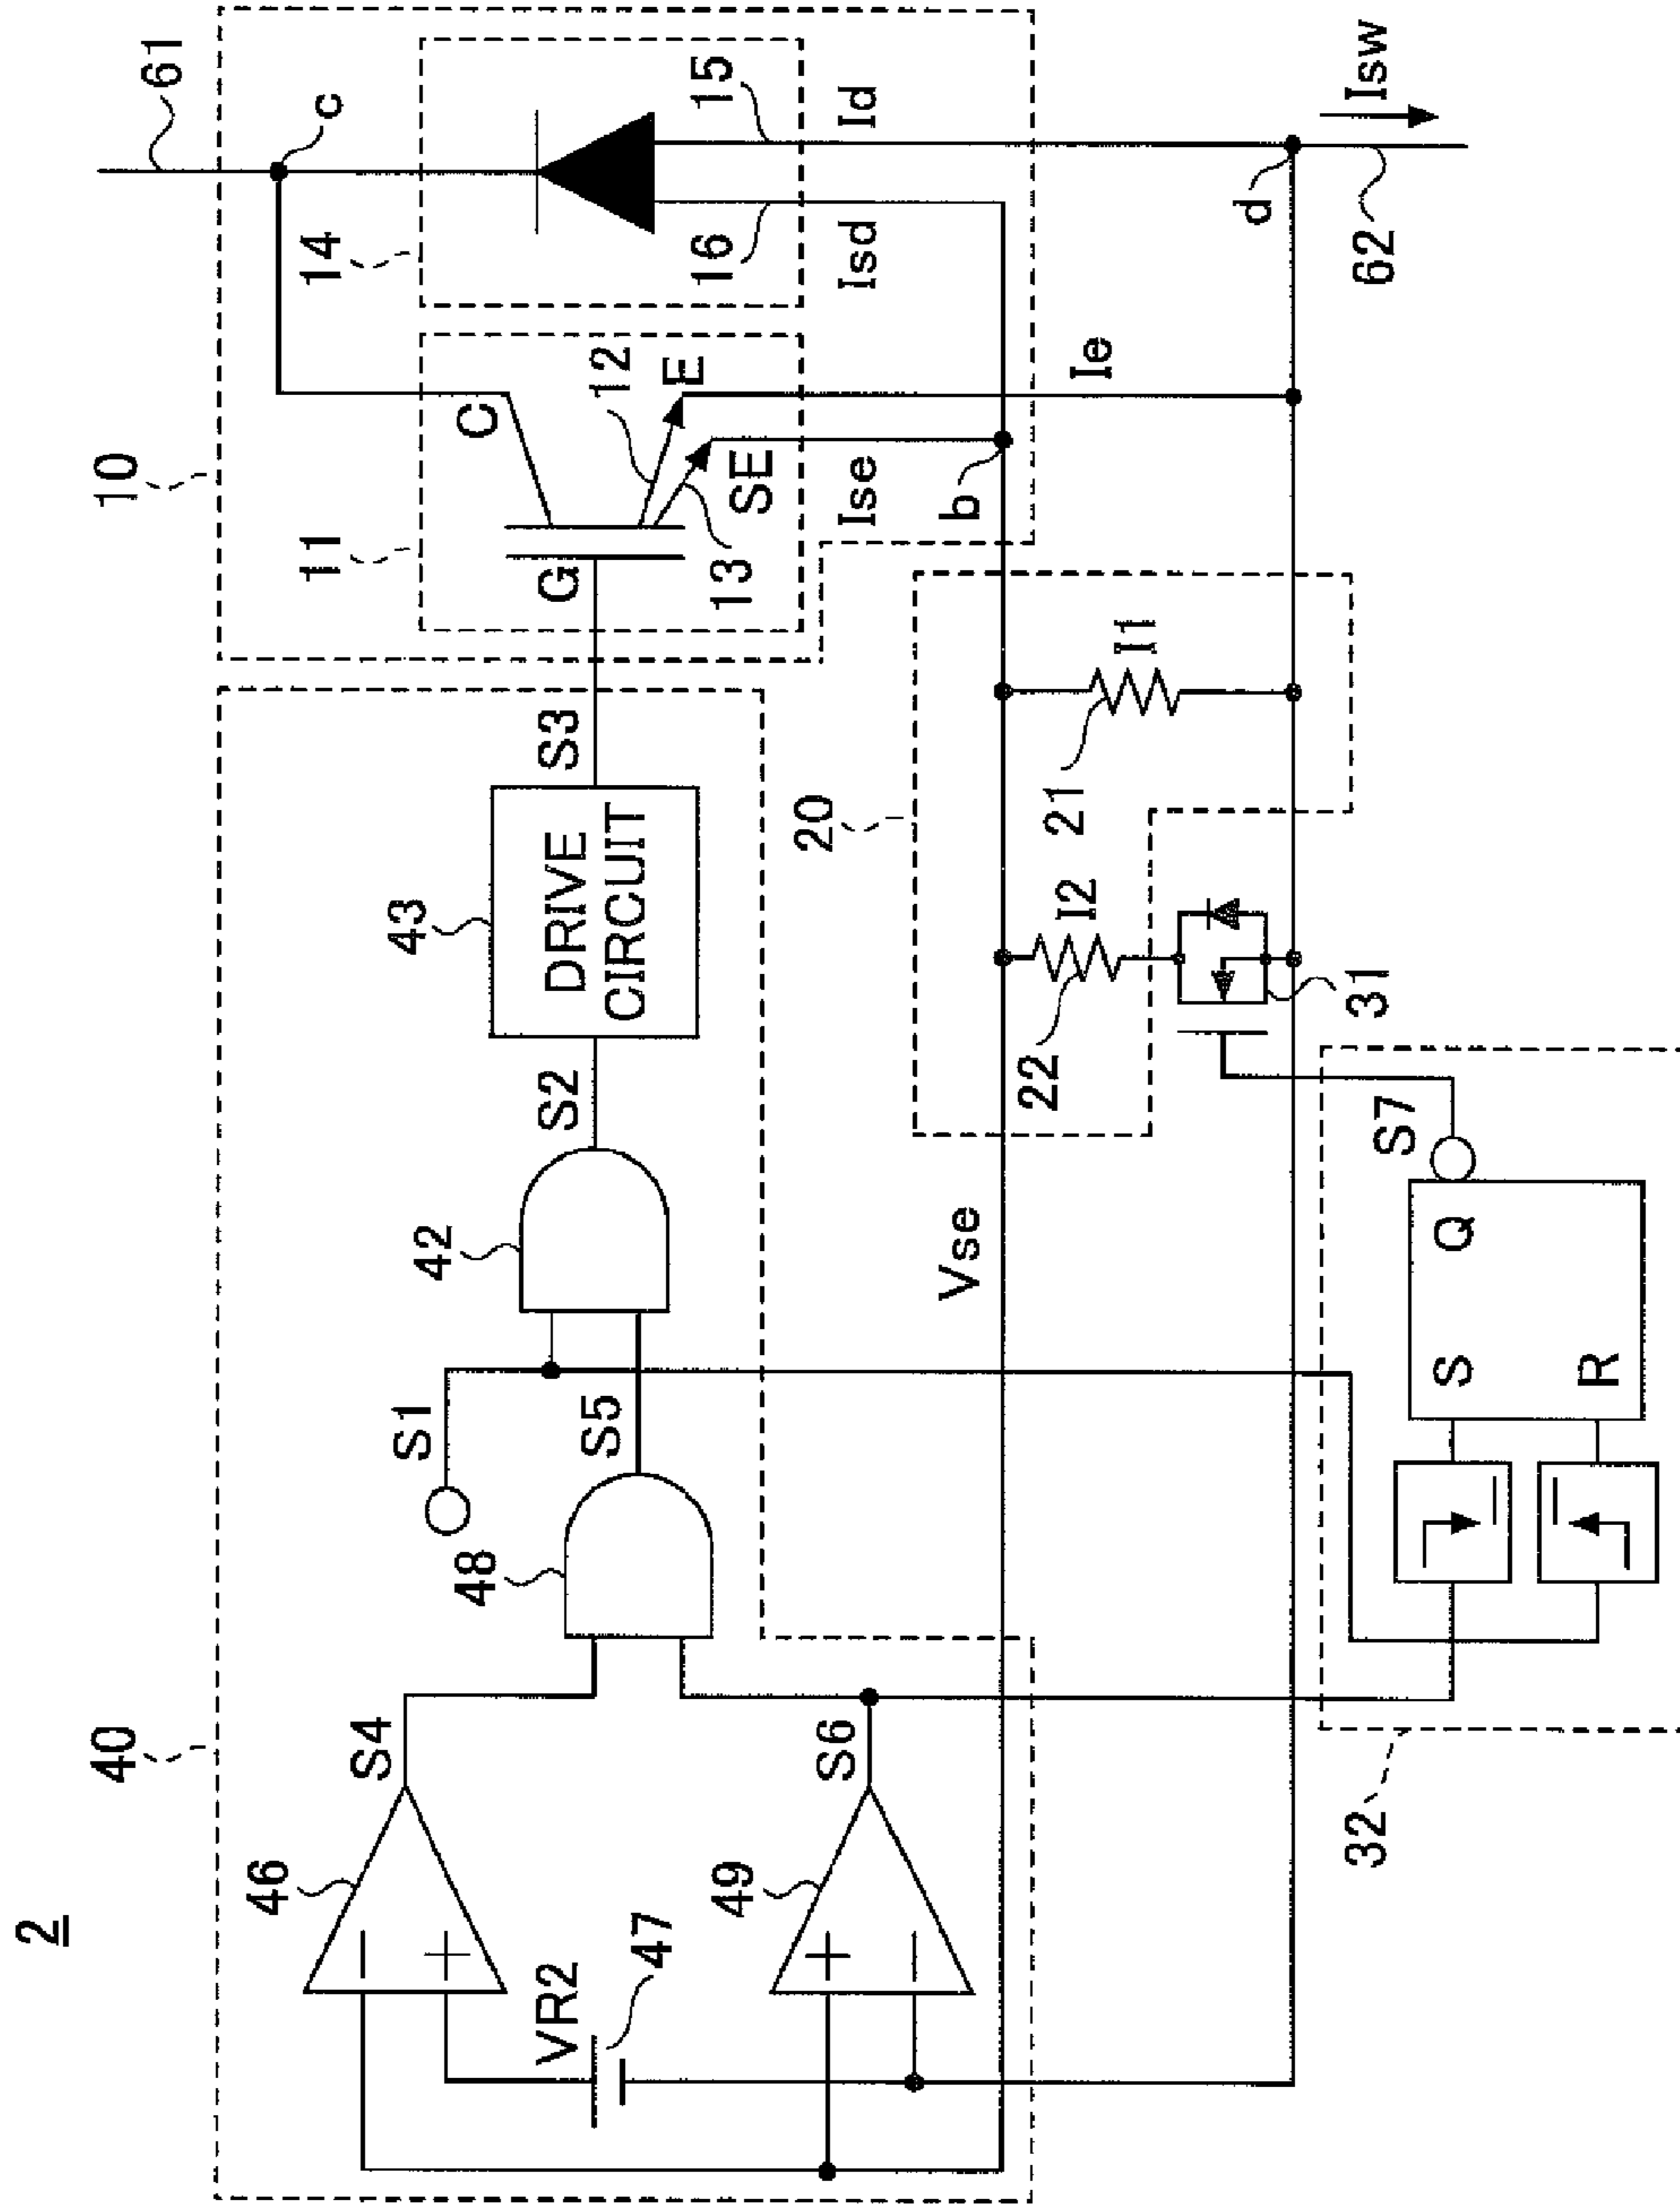 2
40
10
61
c
46
S4
48
S1
S5
42
S2
43
DRIVE
CIRCUIT
S3
11
G
C
12
E
13
SE
14
16
15
Ise
Isd
Id
b
Ie
d
62
Isw
VR2
47
49
S6
Vse
20
22
I2
21
I1
31
32
S
R
Q
S7